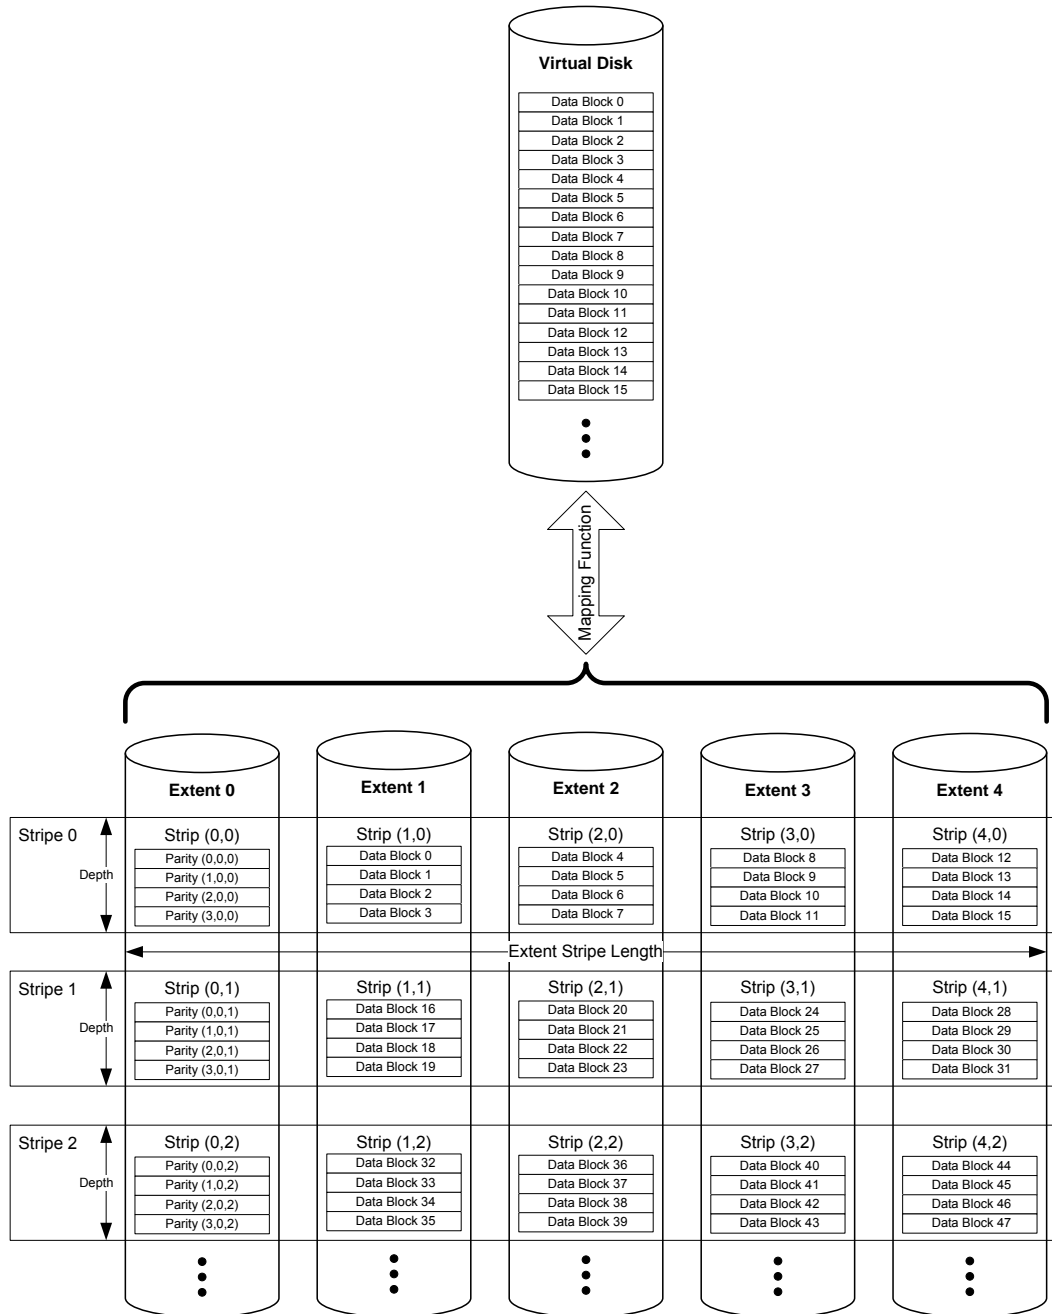 Virtual Disk
Data Block 0
Data Block 1
Data Block 2
Data Block 3
Data Block 4
Data Block 5
Data Block 6
Data Block 7
Data Block 8
Data Block 9
Data Block 10
Data Block 11
Data Block 12
Data Block 13
Data Block 14
Data Block 15
Mapping Function
Extent 0
Extent 1
Extent 2
Extent 3
Extent 4
Stripe 0
Depth
Strip (0,0)
Parity (0,0,0)
Parity (1,0,0)
Parity (2,0,0)
Parity (3,0,0)
Strip (1,0)
Data Block 0
Data Block 1
Data Block 2
Data Block 3
Strip (2,0)
Data Block 4
Data Block 5
Data Block 6
Data Block 7
Strip (3,0)
Data Block 8
Data Block 9
Data Block 10
Data Block 11
Strip (4,0)
Data Block 12
Data Block 13
Data Block 14
Data Block 15
Extent Stripe Length
Stripe 1
Depth
Strip (0,1)
Parity (0,0,1)
Parity (1,0,1)
Parity (2,0,1)
Parity (3,0,1)
Strip (1,1)
Data Block 16
Data Block 17
Data Block 18
Data Block 19
Strip (2,1)
Data Block 20
Data Block 21
Data Block 22
Data Block 23
Strip (3,1)
Data Block 24
Data Block 25
Data Block 26
Data Block 27
Strip (4,1)
Data Block 28
Data Block 29
Data Block 30
Data Block 31
Stripe 2
Depth
Strip (0,2)
Parity (0,0,2)
Parity (1,0,2)
Parity (2,0,2)
Parity (3,0,2)
Strip (1,2)
Data Block 32
Data Block 33
Data Block 34
Data Block 35
Strip (2,2)
Data Block 36
Data Block 37
Data Block 38
Data Block 39
Strip (3,2)
Data Block 40
Data Block 41
Data Block 42
Data Block 43
Strip (4,2)
Data Block 44
Data Block 45
Data Block 46
Data Block 47